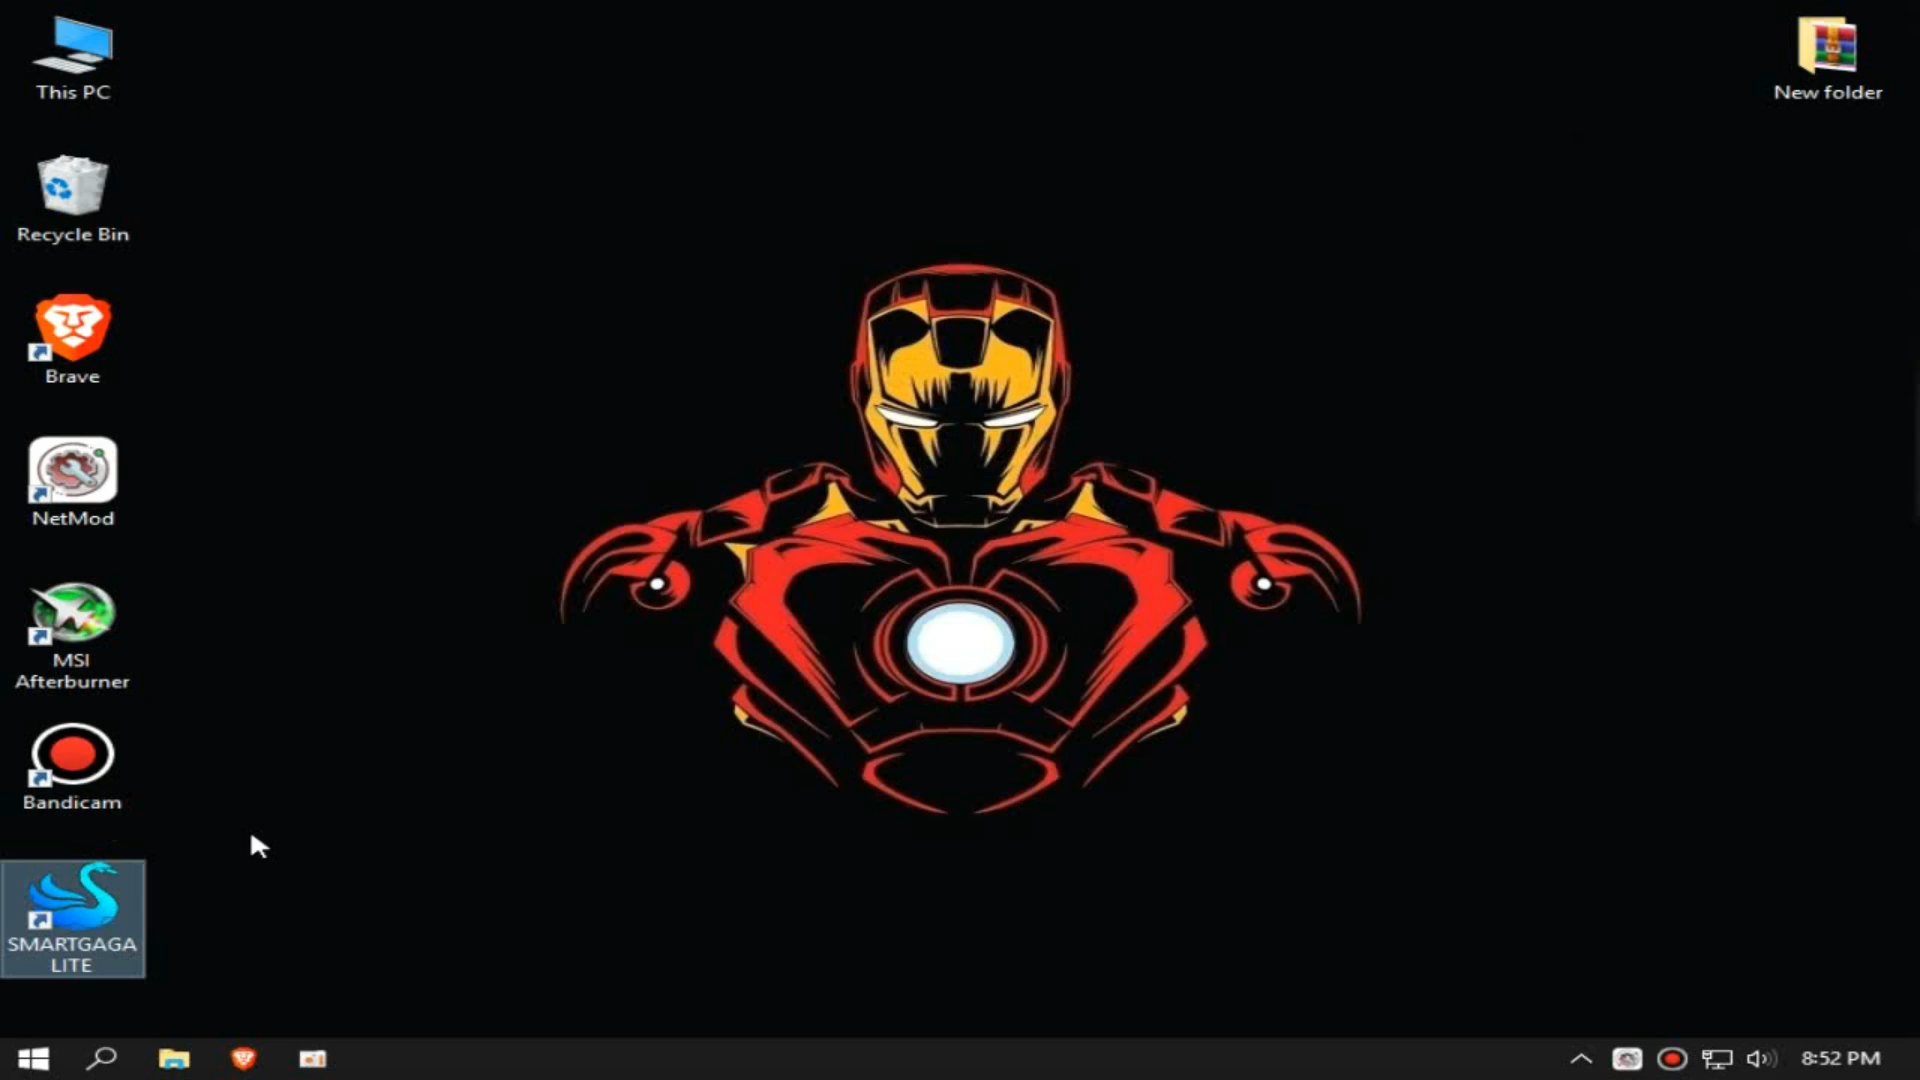 This PC
New folder
Recycle Bin
Brave
NetMod
MSI
Afterburner
Bandicam
SMARTGAGA
LITE
8:52 PM